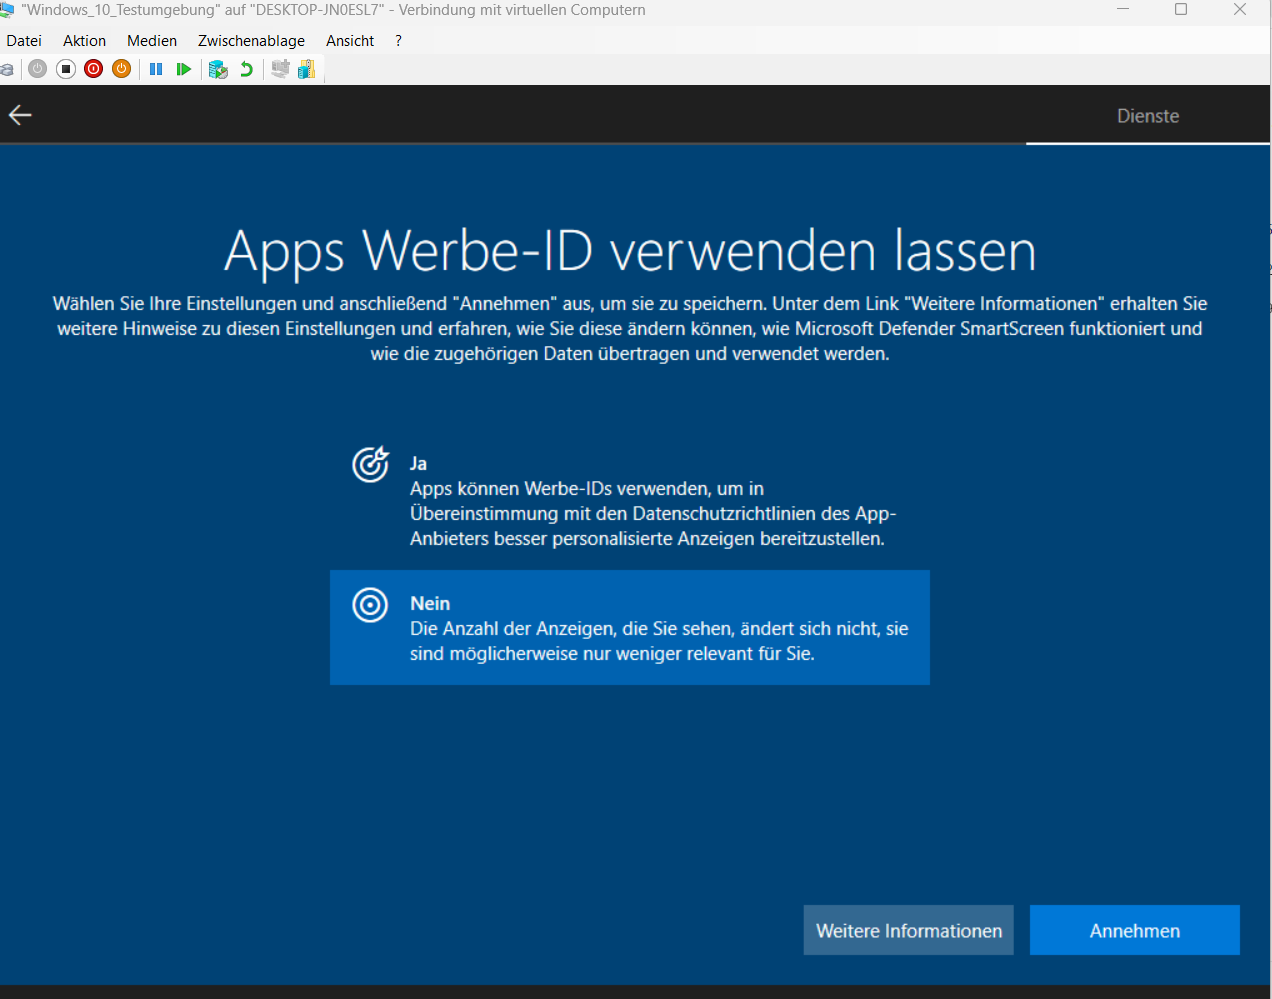 "Windows_10_Testumgebung" auf "DESKTOP-JN0ESL7" - Verbindung mit virtuellen Computern
Datei Aktion Medien Zwischenablage Ansicht ?
Dienste
Apps Werbe-ID verwenden lassen
Wählen Sie Ihre Einstellungen und anschließend "Annehmen" aus, um sie zu speichern. Unter dem Link "Weitere Informationen" erhalten Sie
weitere Hinweise zu diesen Einstellungen und erfahren, wie Sie diese ändern können, wie Microsoft Defender SmartScreen funktioniert und
wie die zugehörigen Daten übertragen und verwendet werden.
Ja
Apps können Werbe-IDs verwenden, um in
Übereinstimmung mit den Datenschutzrichtlinien des App-
Anbieters besser personalisierte Anzeigen bereitzustellen.
Nein
Die Anzahl der Anzeigen, die Sie sehen, ändert sich nicht, sie
sind möglicherweise nur weniger relevant für Sie.
Weitere Informationen Annehmen